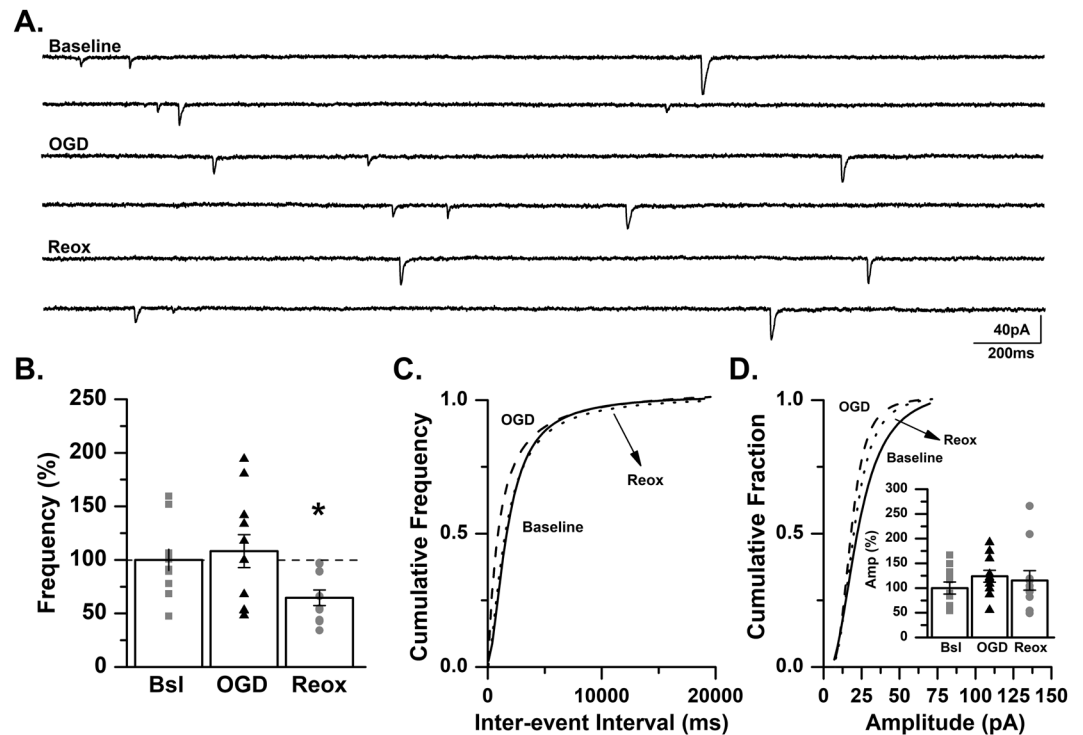 A.
Baseline
OGD
Reox
40pA
200ms
B.
Frequency (%)
250
200
150
100
50
0
*
Bsl OGD Reox
C.
Cumulative Frequency
1.0
0.5
0.0
OGD
Reox
Baseline
0 10000 20000
Inter-event Interval (ms)
D.
Cumulative Fraction
1.0
0.5
0.0
OGD
Reox
Baseline
Amp (%)
300
250
200
150
100
50
0
Bsl OGD Reox
0 25 50 75 100 125 150
Amplitude (pA)